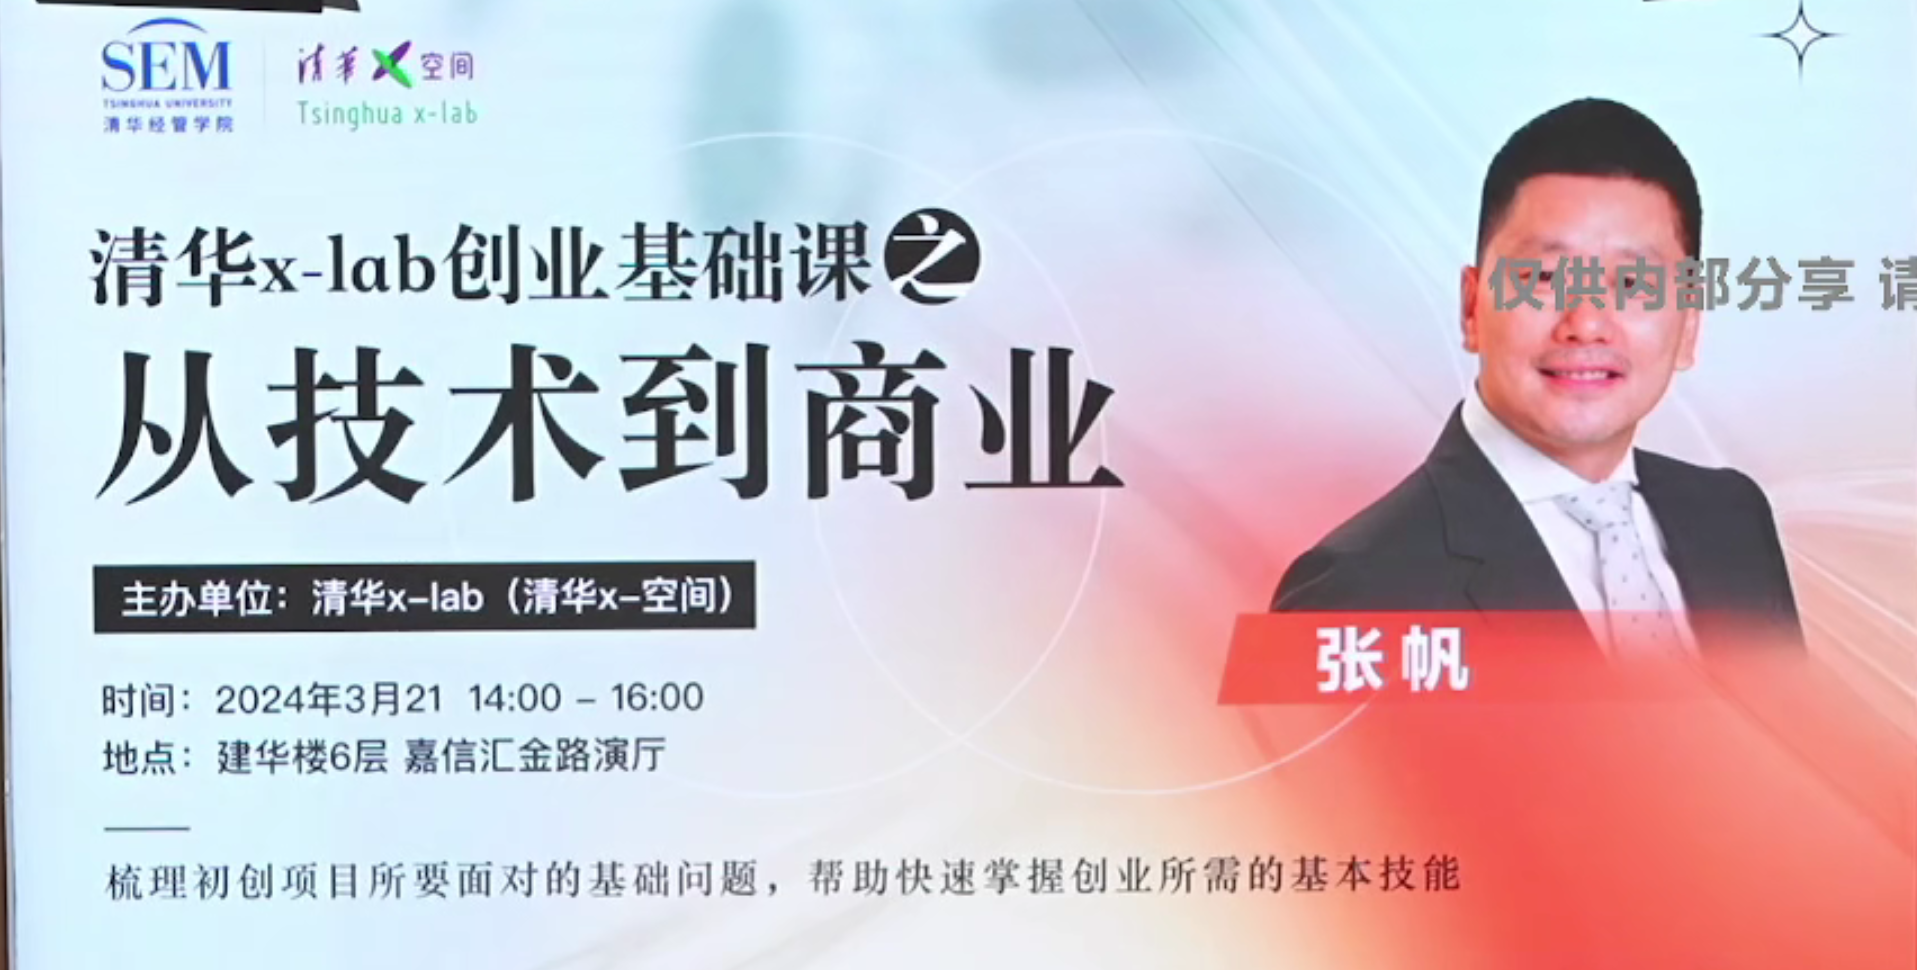 SEM
TSINGHUA UNIVERSITY
清华经管学院
清华x空间
Tsinghua x-lab
清华x-lab创业基础课之
从技术到商业
主办单位：清华x-lab（清华x-空间）
时间：2024年3月21 14:00 - 16:00
地点：建华楼6层 嘉信汇金路演厅
梳理初创项目所要面对的基础问题，帮助快速掌握创业所需的基本技能
仅供内部分享 请
张帆